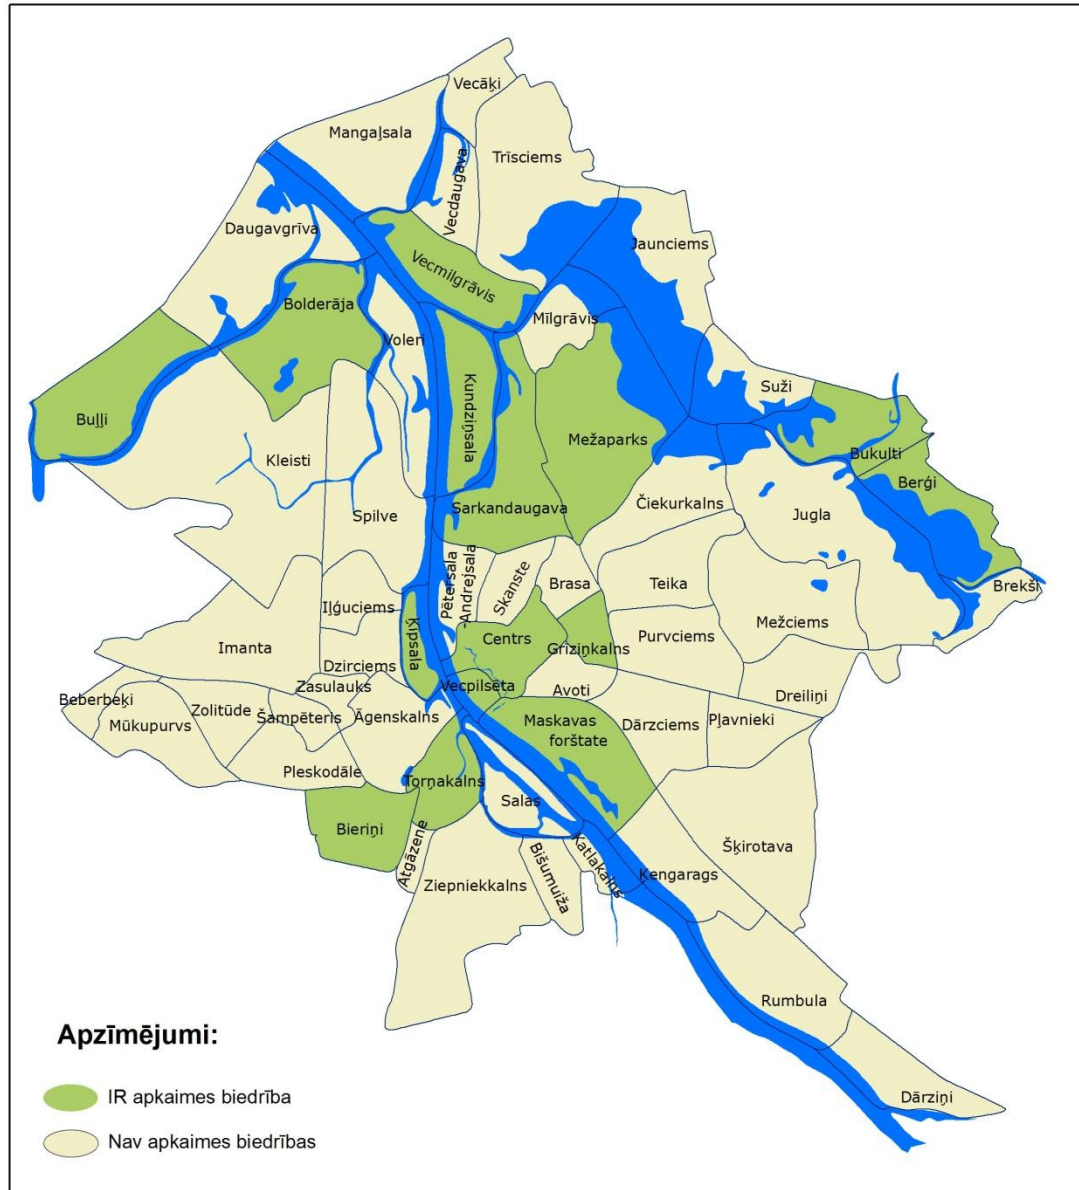 Vecāķi
Mangaļsala
Trīsciems
Vecdaugava
Daugavgrīva
Jaunciems
Vecmilgrāvis
Bolderāja
Mīlgrāvis
Voleri
Suži
Kundziņsala
Buļļi
Mežaparks
Bukulti
Kleisti
Berģi
Čiekurkalns
Sarkandaugava
Jugla
Spilve
Pētersala
-Andrejsala
Skanste
Brasa
Teika
Brekši
Iļģuciems
Ķīpsala
Mežciems
Centrs
Purvciems
Imanta
Grīziņkalns
Dzirciems
Zasulauks
Vecpilsēta
Avoti
Dreiliņi
Beberbeķi
Zolitūde
Šampēteris
Āgenskalns
Mūkupurvs
Maskavas
forštate
Dārzciems
Pļavnieki
Pleskodāle
Torņakalns
Salas
Bieriņi
Šķirotava
Atgāzene
Katlakalns
Ķengarags
Bišumuiža
Ziepniekkalns
Rumbula
Dārziņi
Apzīmējumi:
IR apkaimes biedrība
Nav apkaimes biedrības